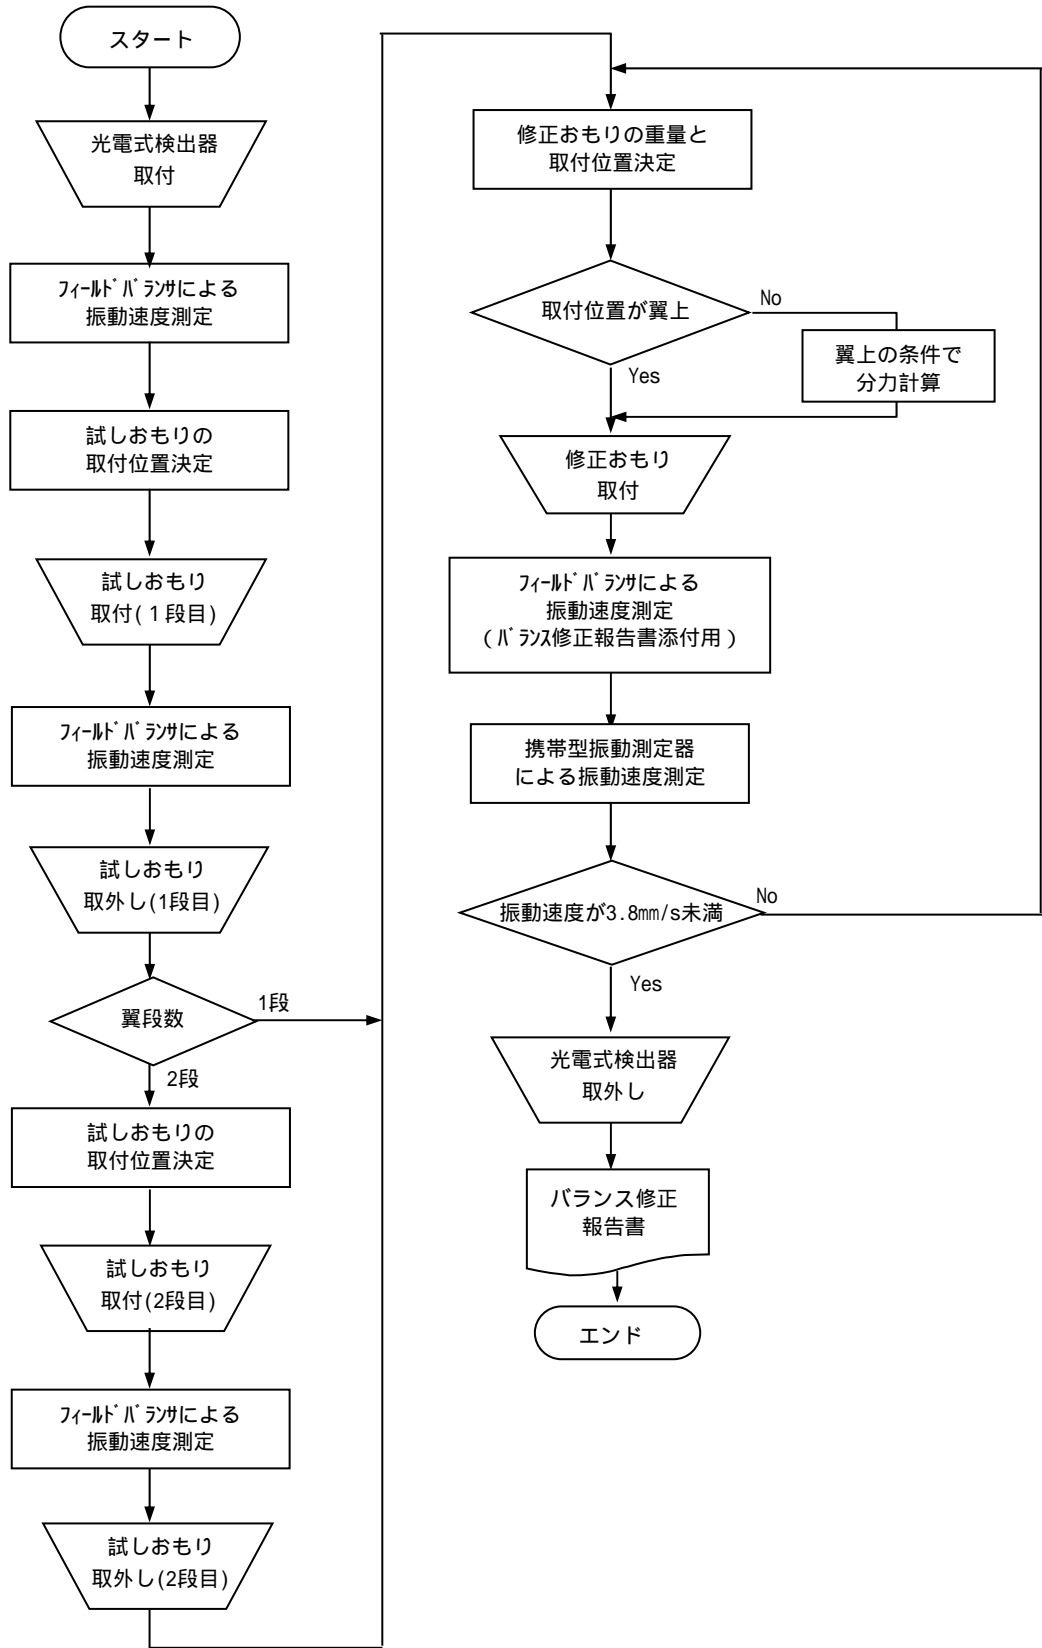 スタート
光電式検出器
取付
ﾌｨｰﾙﾄﾞﾊﾞﾗﾝｻによる
振動速度測定
試しおもりの
取付位置決定
試しおもり
取付(１段目)
ﾌｨｰﾙﾄﾞﾊﾞﾗﾝｻによる
振動速度測定
試しおもり
取外し(1段目)
翼段数
1段
2段
試しおもりの
取付位置決定
試しおもり
取付(2段目)
ﾌｨｰﾙﾄﾞﾊﾞﾗﾝｻによる
振動速度測定
試しおもり
取外し(2段目)
修正おもりの重量と
取付位置決定
取付位置が翼上
No
Yes
翼上の条件で
分力計算
修正おもり
取付
ﾌｨｰﾙﾄﾞﾊﾞﾗﾝｻによる
振動速度測定
(ﾊﾞﾗﾝｽ修正報告書添付用)
携帯型振動測定器
による振動速度測定
振動速度が3.8㎜/s未満
No
Yes
光電式検出器
取外し
バランス修正
報告書
エンド